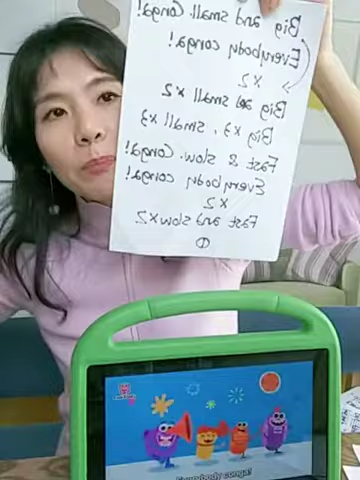 Big and small. Conga!
Everybody conga!
x2
Big and small x2
Big x3, small x3
Fast & slow. Conga!
Everybody conga!
x2
Fast and slow x2
①
Everybody conga!